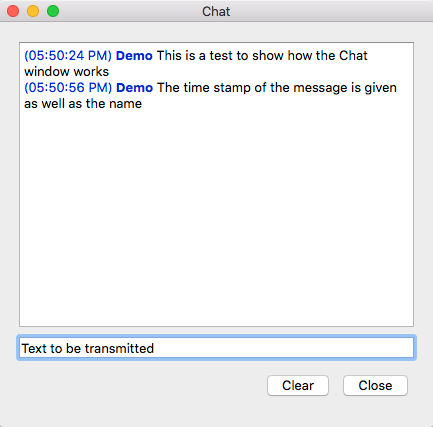 Chat
(05:50:24 PM) Demo This is a test to show how the Chat
window works
(05:50:56 PM) Demo The time stamp of the message is given
as well as the name
Text to be transmitted
Clear Close